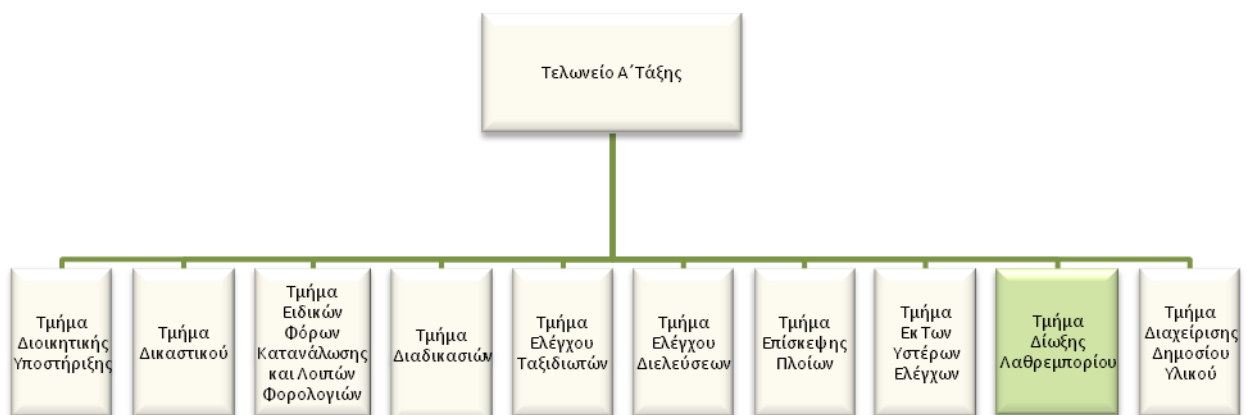 Τελωνείο Α΄Τάξης
Τμήμα
Διοικητικής
Υποστήριξης
Τμήμα
Δικαστικού
Τμήμα
Ειδικών
Φόρων
Κατανάλωσης
και Λοιπών
Φορολογιών
Τμήμα
Διαδικασιών
Τμήμα
Ελέγχου
Ταξιδιωτών
Τμήμα
Ελέγχου
Διελεύσεων
Τμήμα
Επίσκεψης
Πλοίων
Τμήμα
Εκ Των
Υστέρων
Ελέγχων
Τμήμα
Δίωξης
Λαθρεμπορίου
Τμήμα
Διαχείρισης
Δημοσίου
Υλικού